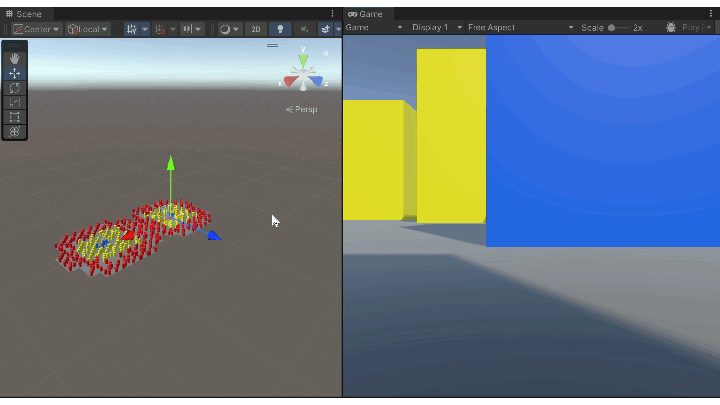 Scene
Game
Center
Local
2D
Game
Display 1
Free Aspect
Scale
2x
Play
y
x
z
Persp